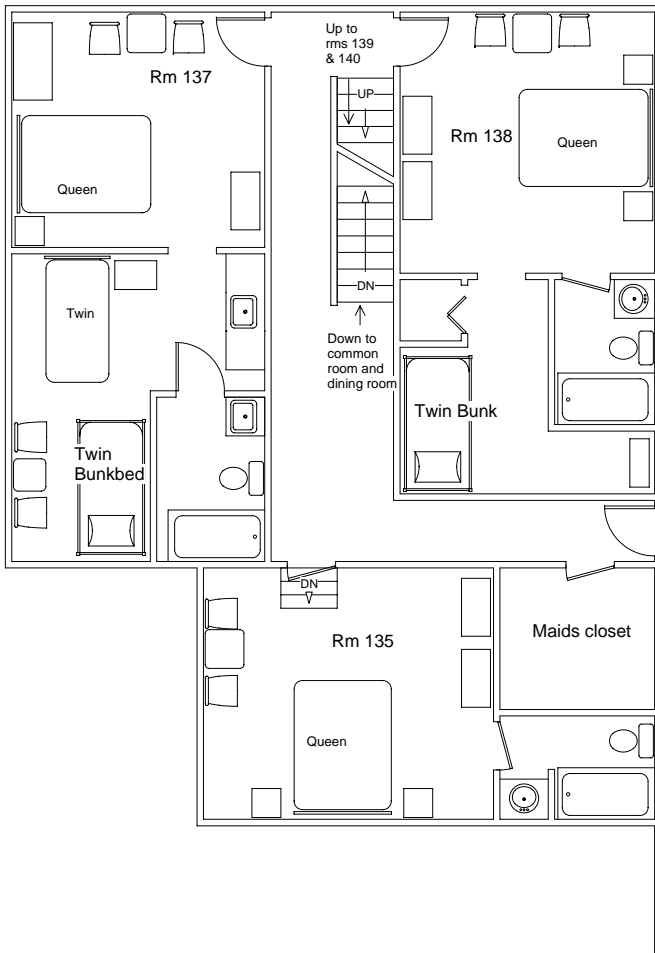 Up to
rms 139
& 140
Rm 137
UP
Rm 138
Queen
Queen
DN
Twin
Down to
common
room and
dining room
Twin Bunk
Twin
Bunkbed
DN
Rm 135
Maids closet
Queen